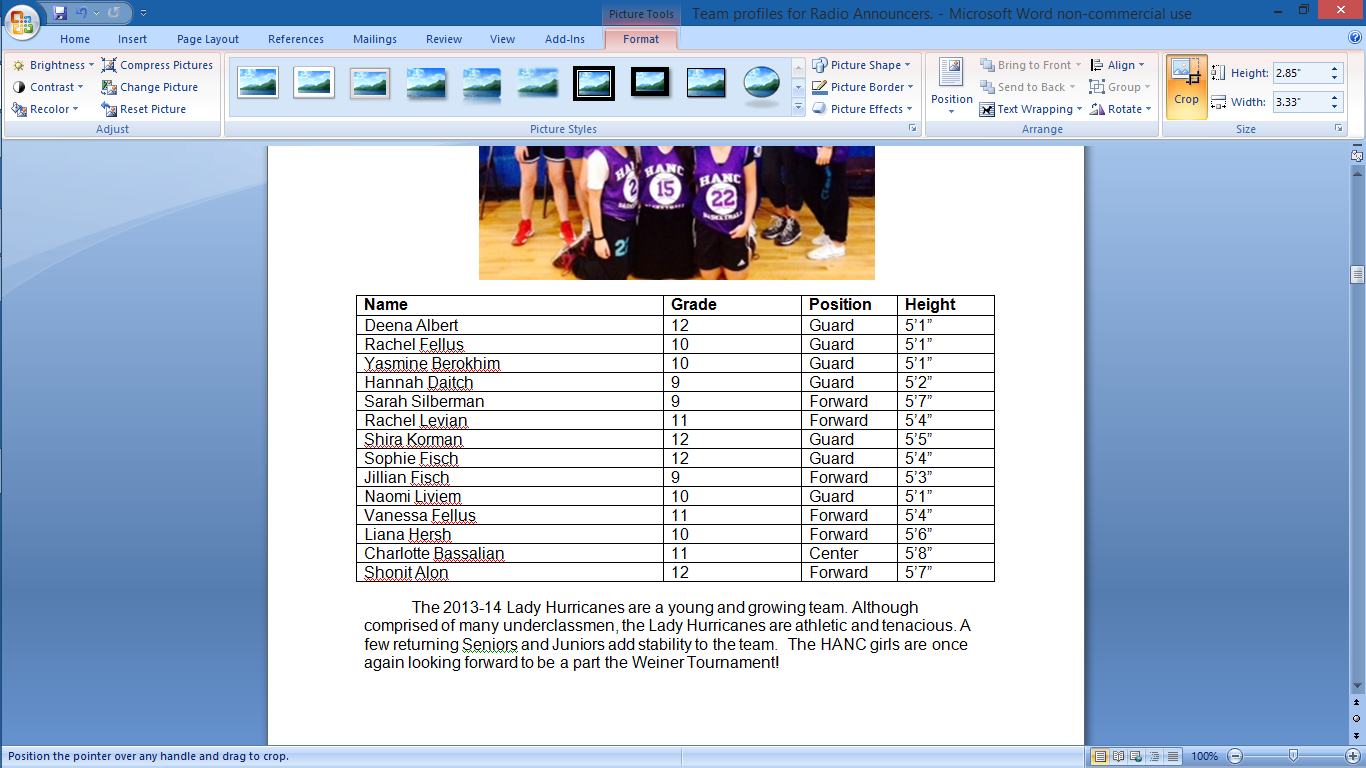 Picture Tools Team profiles for Radio Announcers. - Microsoft Word non-commercial use
Home Insert Page Layout References Mailings Review View Add-Ins Format
Brightness Compress Pictures Picture Shape Bring to Front Align Height: 2.85"
Contrast Change Picture Picture Border Position Send to Back Group Crop
Recolor Reset Picture Picture Effects Text Wrapping Rotate Width: 3.33"
Adjust Picture Styles Arrange Size
HANC HANC
2 15 22
BASKETBALL
Name Grade Position Height
Deena Albert 12 Guard 5’1”
Rachel Fellus 10 Guard 5’1”
Yasmine Berokhim 10 Guard 5’1”
Hannah Daitch 9 Guard 5’2”
Sarah Silberman 9 Forward 5’7”
Rachel Levian 11 Forward 5’4”
Shira Korman 12 Guard 5’5”
Sophie Fisch 12 Guard 5’4”
Jillian Fisch 9 Forward 5’3”
Naomi Liviem 10 Guard 5’1”
Vanessa Fellus 11 Forward 5’4”
Liana Hersh 10 Forward 5’6”
Charlotte Bassalian 11 Center 5’8”
Shonit Alon 12 Forward 5’7”
The 2013-14 Lady Hurricanes are a young and growing team. Although
comprised of many underclassmen, the Lady Hurricanes are athletic and tenacious. A
few returning Seniors and Juniors add stability to the team. The HANC girls are once
again looking forward to be a part the Weiner Tournament!
Position the pointer over any handle and drag to crop. 100%